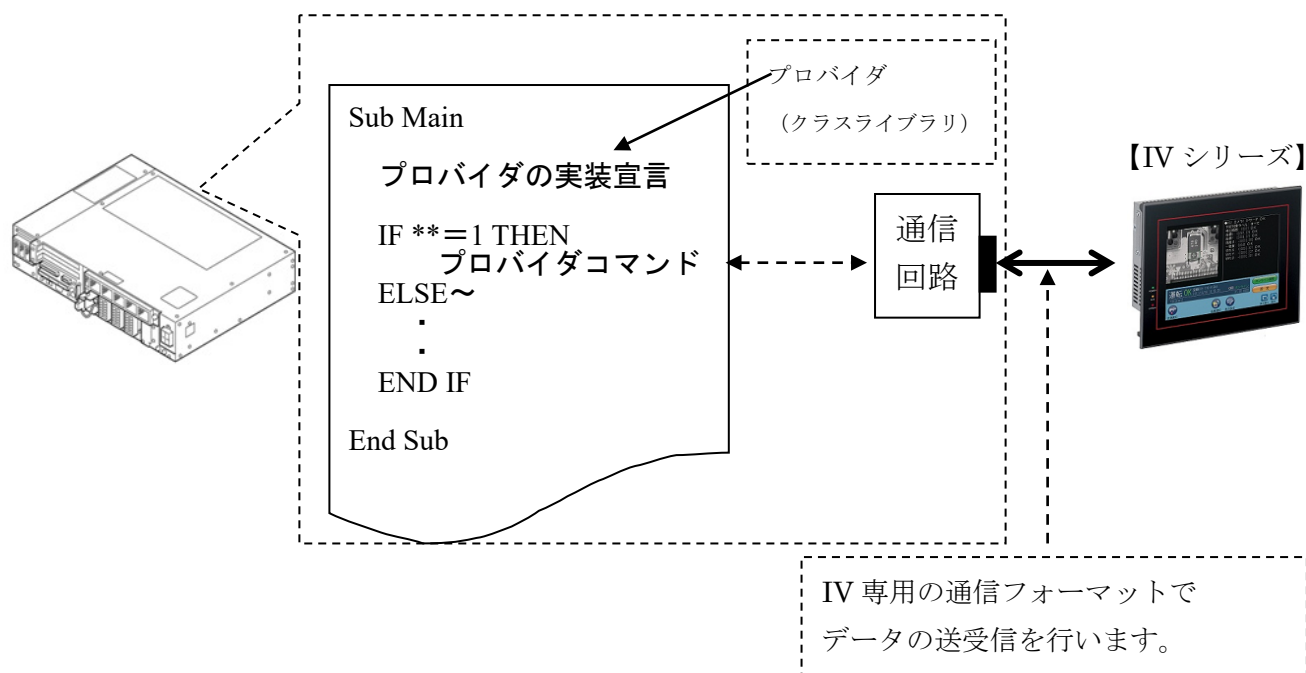 プロバイダ
(クラスライブラリ)
Sub Main
プロバイダの実装宣言
IF **＝1 THEN
プロバイダコマンド
ELSE～
・
・
END IF
End Sub
通信
回路
【IV シリーズ】
IV 専用の通信フォーマットで
データの送受信を行います。